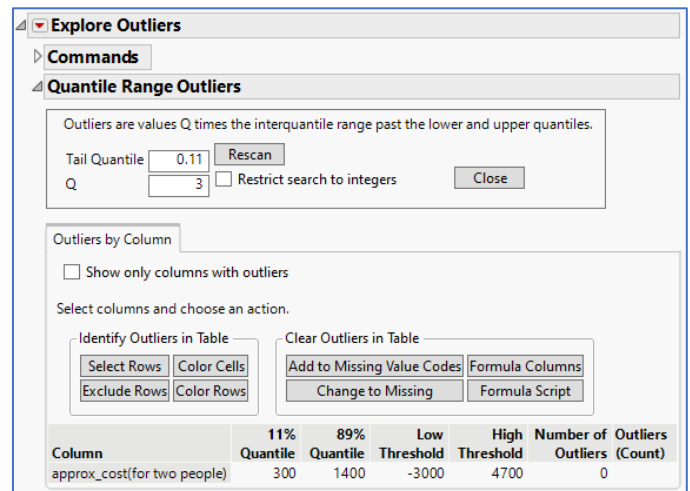 Explore Outliers
Commands
Quantile Range Outliers
Outliers are values Q times the interquantile range past the lower and upper quantiles.
Tail Quantile 0.11 Rescan
Q 3 Restrict search to integers Close
Outliers by Column
Show only columns with outliers
Select columns and choose an action.
Identify Outliers in Table Clear Outliers in Table
Select Rows Color Cells Add to Missing Value Codes Formula Columns
Exclude Rows Color Rows Change to Missing Formula Script
11% 89% Low High Number of Outliers
Column Quantile Quantile Threshold Threshold Outliers (Count)
approx_cost(for two people) 300 1400 -3000 4700 0